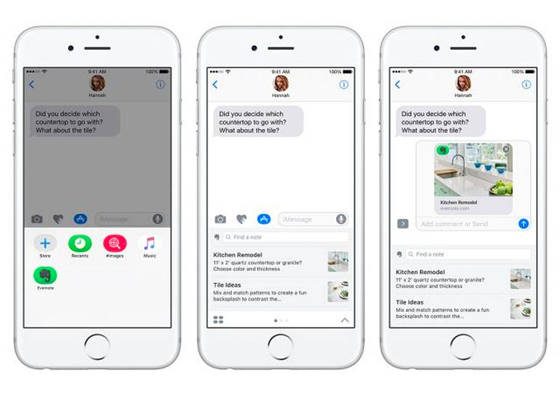 9:41 AM
100%
Hannah
Did you decide which
countertop to go with?
What about the tile?
iMessage
Store
Recents
#images
Music
Evernote
9:41 AM
100%
Hannah
Did you decide which
countertop to go with?
What about the tile?
iMessage
Find a note
Kitchen Remodel
11' x 2' quartz countertop or granite?
Choose color and thickness
Tile Ideas
Mix and match patterns to create a fun
backsplash to contrast the...
9:41 AM
100%
Hannah
Did you decide which
countertop to go with?
What about the tile?
Kitchen Remodel
evernote.com
Add comment or Send
Find a note
Kitchen Remodel
11' x 2' quartz countertop or granite?
Choose color and thickness
Tile Ideas
Mix and match patterns to create a fun
backsplash to contrast the...